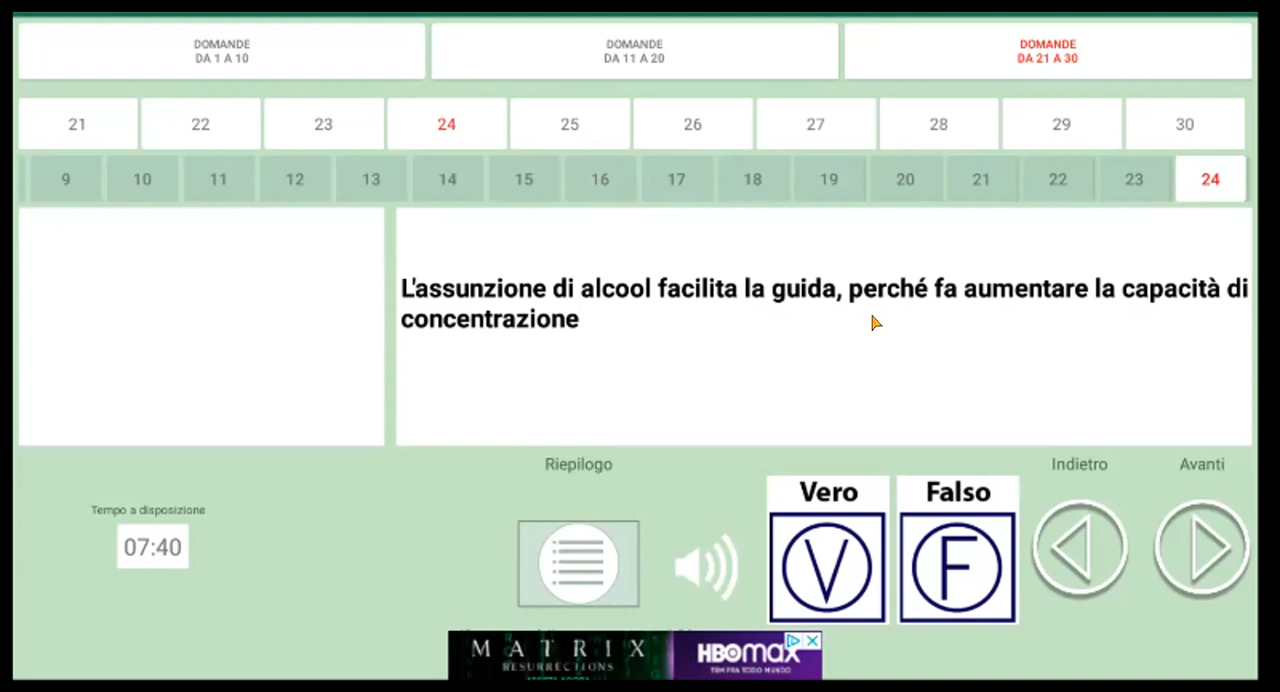 DOMANDE
DA 1 A 10
DOMANDE
DA 11 A 20
DOMANDE
DA 21 A 30
21 22 23 24 25 26 27 28 29 30
9 10 11 12 13 14 15 16 17 18 19 20 21 22 23 24
L'assunzione di alcool facilita la guida, perché fa aumentare la capacità di
concentrazione
Riepilogo
Indietro
Avanti
Vero
Falso
Tempo a disposizione
07:40
V
F
MATRIX
RESURRECTIONS
HBOmax